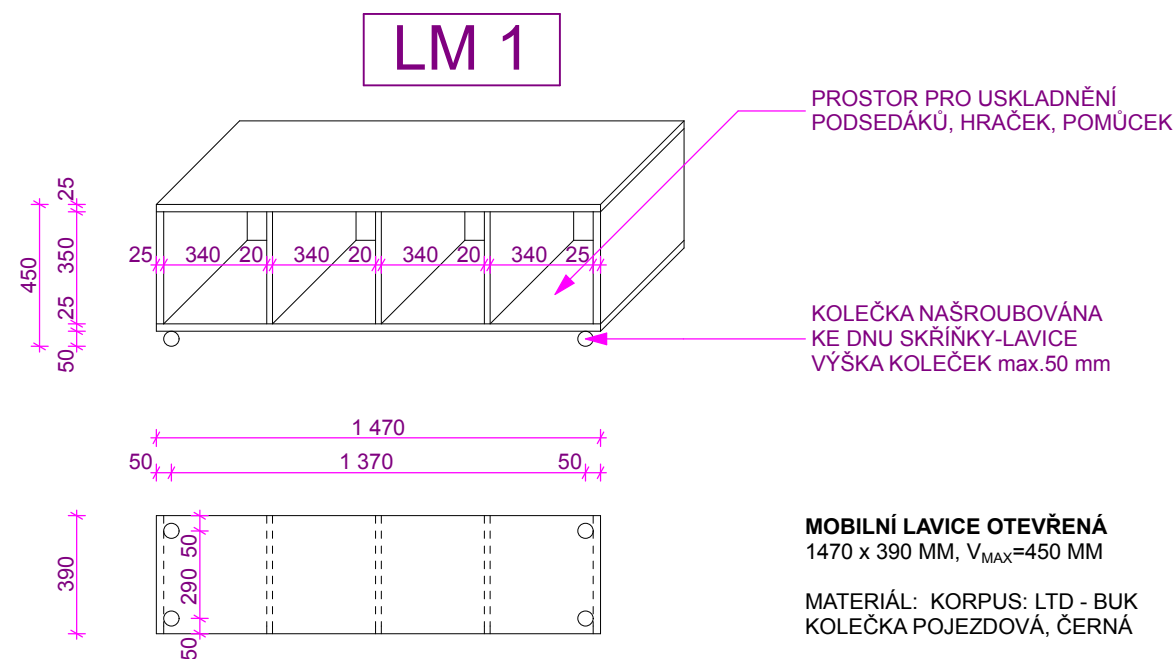 LM 1
PROSTOR PRO USKLADNĚNÍ
PODSEDÁKŮ, HRAČEK, POMŮCEK
25
350
450
25
50
25 340 20 340 20 340 20 340 25
KOLEČKA NAŠROUBOVÁNA
KE DNU SKŘÍŇKY-LAVICE
VÝŠKA KOLEČEK max.50 mm
1 470
50 1 370 50
390
50
290
50
MOBILNÍ LAVICE OTEVŘENÁ
1470 x 390 MM, VMAX=450 MM
MATERIÁL: KORPUS: LTD - BUK
KOLEČKA POJEZDOVÁ, ČERNÁ